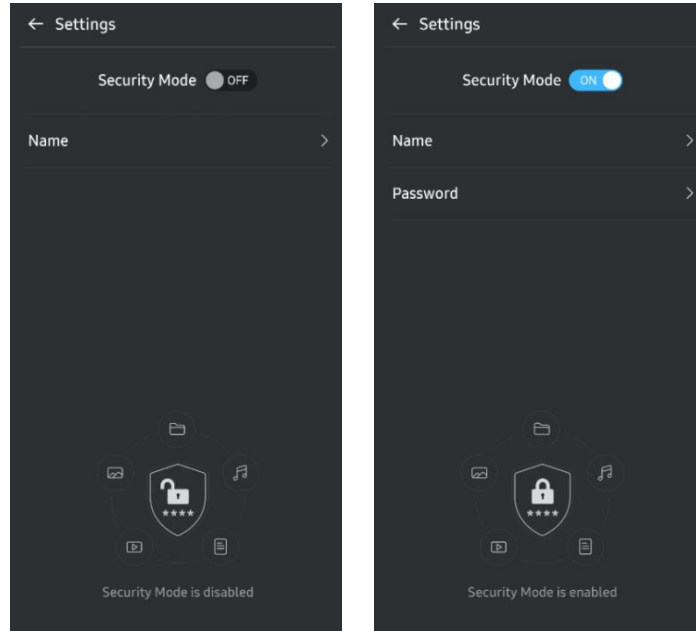 ← Settings
Security Mode OFF
Name >
****
Security Mode is disabled
← Settings
Security Mode ON
Name >
Password >
****
Security Mode is enabled